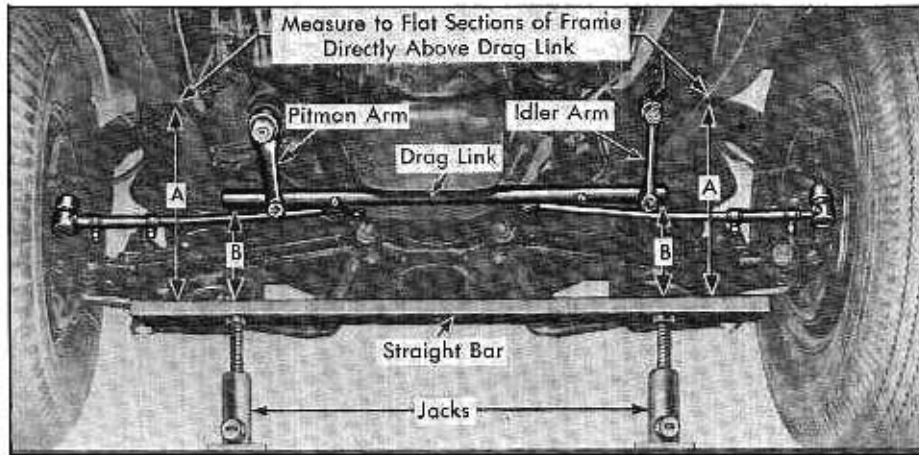 Measure to Flat Sections of Frame
Directly Above Drag Link
Pitman Arm
Idler Arm
Drag Link
A
A
B
B
Straight Bar
Jacks